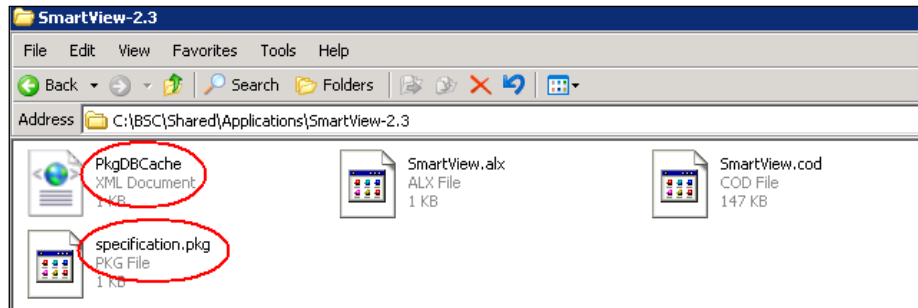 SmartView-2.3
File Edit View Favorites Tools Help
Back Search Folders
Address C:\BSC\Shared\Applications\SmartView-2.3
PkgDBCache
XML Document
1 KB
SmartView.alx
ALX File
1 KB
SmartView.cod
COD File
147 KB
specification.pkg
PKG File
1 KB